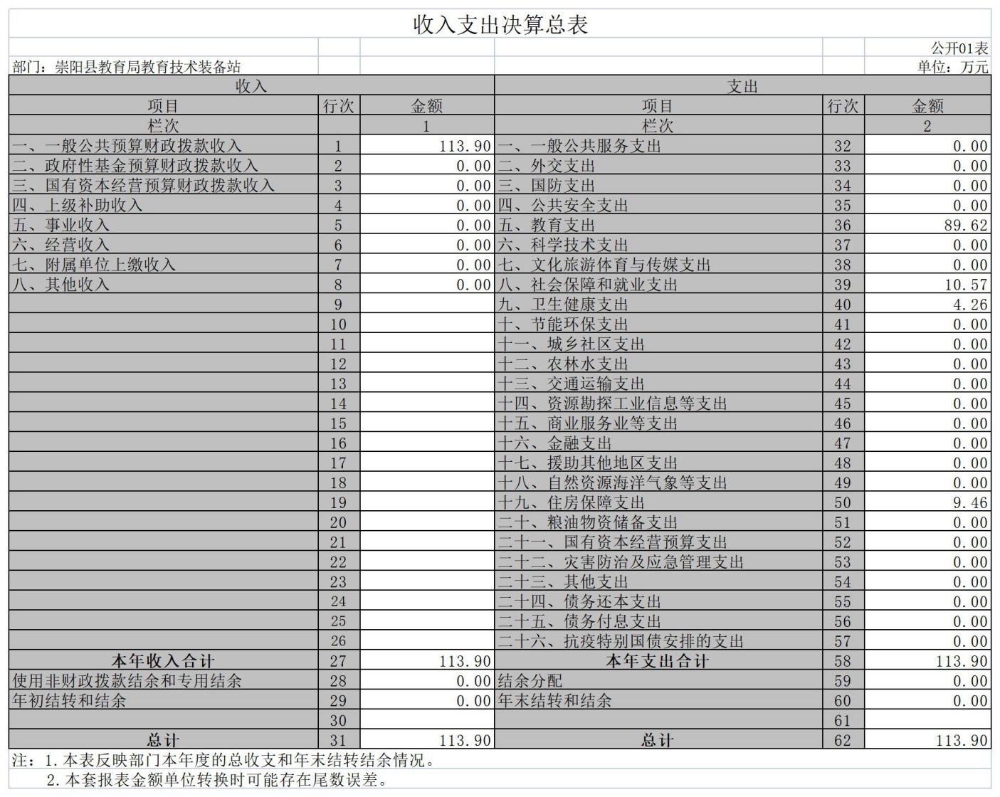 收入支出决算总表
公开01表
部门：崇阳县教育局教育技术装备站 单位：万元
收入 支出
项目 行次 金额 项目 行次 金额
栏次 1 栏次 2
一、一般公共预算财政拨款收入 1 113.90 一、一般公共服务支出 32 0.00
二、政府性基金预算财政拨款收入 2 0.00 二、外交支出 33 0.00
三、国有资本经营预算财政拨款收入 3 0.00 三、国防支出 34 0.00
四、上级补助收入 4 0.00 四、公共安全支出 35 0.00
五、事业收入 5 0.00 五、教育支出 36 89.62
六、经营收入 6 0.00 六、科学技术支出 37 0.00
七、附属单位上缴收入 7 0.00 七、文化旅游体育与传媒支出 38 0.00
八、其他收入 8 0.00 八、社会保障和就业支出 39 10.57
9 九、卫生健康支出 40 4.26
10 十、节能环保支出 41 0.00
11 十一、城乡社区支出 42 0.00
12 十二、农林水支出 43 0.00
13 十三、交通运输支出 44 0.00
14 十四、资源勘探工业信息等支出 45 0.00
15 十五、商业服务业等支出 46 0.00
16 十六、金融支出 47 0.00
17 十七、援助其他地区支出 48 0.00
18 十八、自然资源海洋气象等支出 49 0.00
19 十九、住房保障支出 50 9.46
20 二十、粮油物资储备支出 51 0.00
21 二十一、国有资本经营预算支出 52 0.00
22 二十二、灾害防治及应急管理支出 53 0.00
23 二十三、其他支出 54 0.00
24 二十四、债务还本支出 55 0.00
25 二十五、债务付息支出 56 0.00
26 二十六、抗疫特别国债安排的支出 57 0.00
本年收入合计 27 113.90 本年支出合计 58 113.90
使用非财政拨款结余和专用结余 28 0.00 结余分配 59 0.00
年初结转和结余 29 0.00 年末结转和结余 60 0.00
30 61
总计 31 113.90 总计 62 113.90
注：1.本表反映部门本年度的总收支和年末结转结余情况。
2.本套报表金额单位转换时可能存在尾数误差。